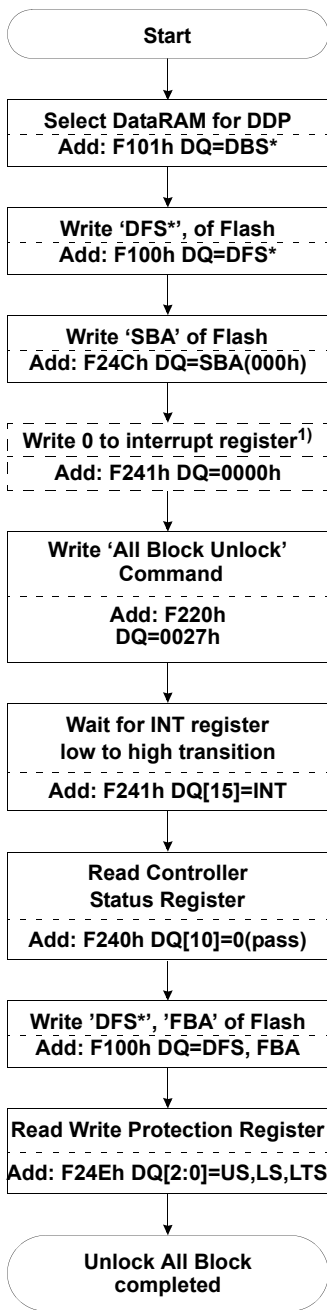 Start
Select DataRAM for DDP
Add: F101h DQ=DBS*
Write ‘DFS*’, of Flash
Add: F100h DQ=DFS*
Write ‘SBA’ of Flash
Add: F24Ch DQ=SBA(000h)
Write 0 to interrupt register1)
Add: F241h DQ=0000h
Write ‘All Block Unlock’
Command
Add: F220h
DQ=0027h
Wait for INT register
low to high transition
Add: F241h DQ[15]=INT
Read Controller
Status Register
Add: F240h DQ[10]=0(pass)
Write 'DFS*', 'FBA' of Flash
Add: F100h DQ=DFS, FBA
Read Write Protection Register
Add: F24Eh DQ[2:0]=US,LS,LTS
Unlock All Block
completed